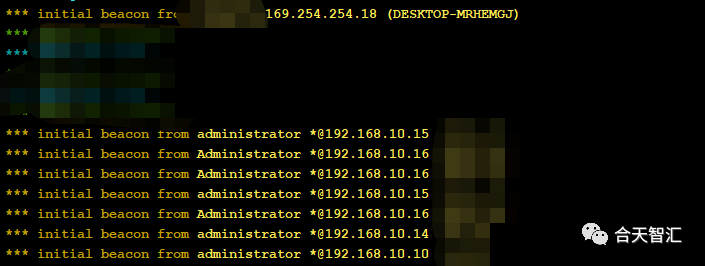 *** initial beacon fro 169.254.254.18 (DESKTOP-MRHEMGJ)
***
***
*** initial beacon from administrator *@192.168.10.15
*** initial beacon from Administrator *@192.168.10.16
*** initial beacon from Administrator *@192.168.10.16
*** initial beacon from administrator *@192.168.10.15
*** initial beacon from Administrator *@192.168.10.16
*** initial beacon from administrator *@192.168.10.14
*** initial beacon from administrator *@192.168.10.10
合天智汇